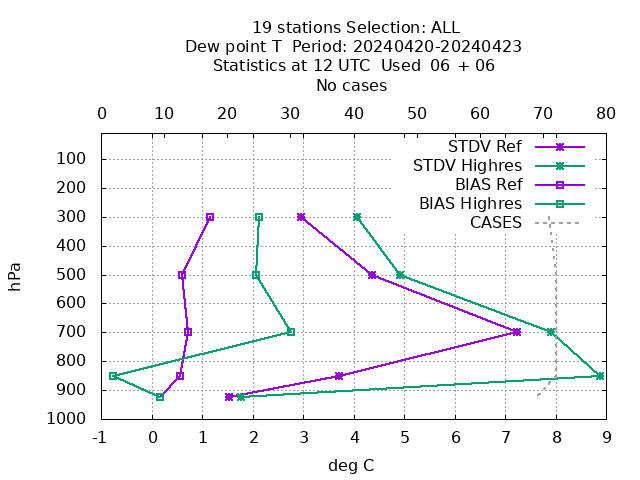 19 stations Selection: ALL
Dew point T  Period: 20240420-20240423
Statistics at 12 UTC  Used  06 + 06
No cases
0 10 20 30 40 50 60 70 80
STDV Ref
STDV Highres
BIAS Ref
BIAS Highres
CASES
hPa
100
200
300
400
500
600
700
800
900
1000
-1 0 1 2 3 4 5 6 7 8 9
deg C